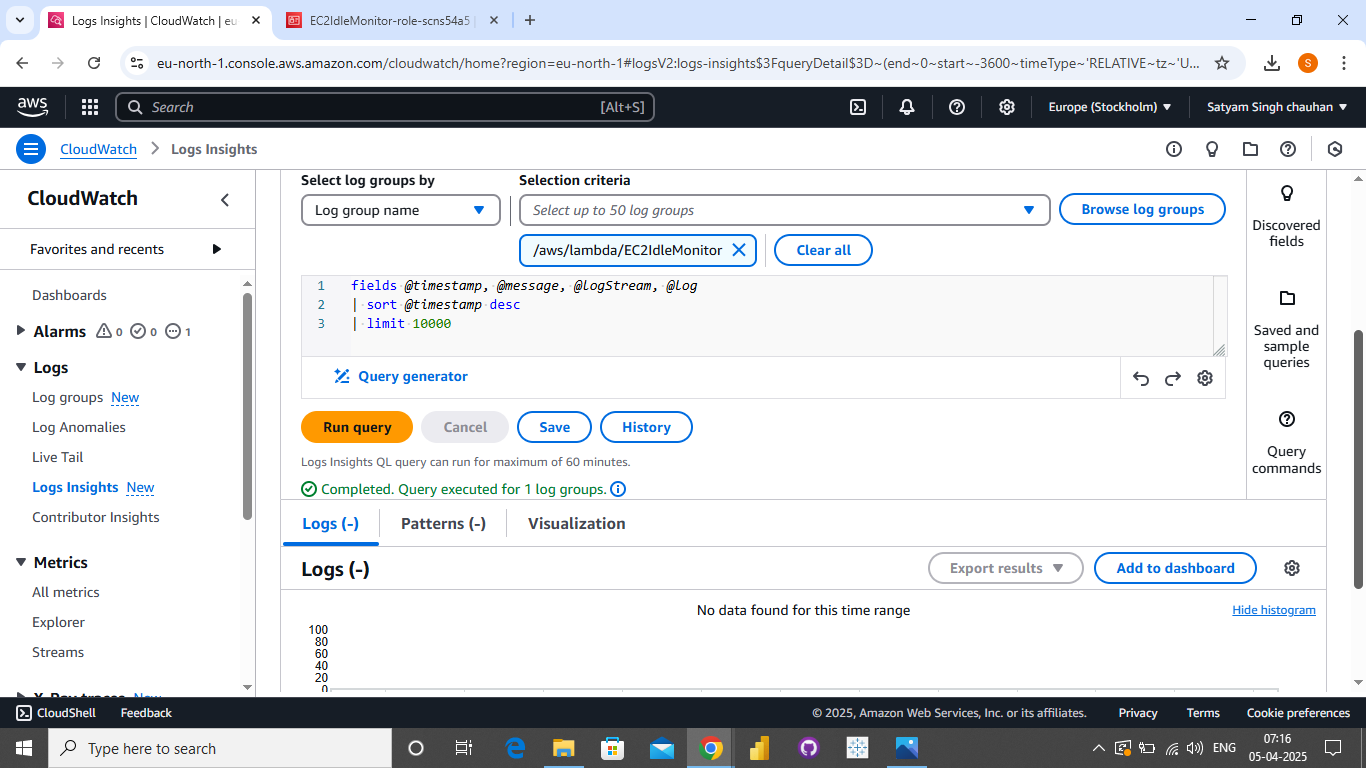 Logs Insights | CloudWatch | eu
EC2IdleMonitor-role-scns54a5 |
eu-north-1.console.aws.amazon.com/cloudwatch/home?region=eu-north-1#logsV2:logs-insights$3FqueryDetail$3D~(end~0~start~-3600~timeType~'RELATIVE~tz~'U...
S
aws
Search
[Alt+S]
Europe (Stockholm)
Satyam Singh chauhan
CloudWatch
Logs Insights
CloudWatch
Favorites and recents
Dashboards
Alarms 0 0 1
Logs
Log groups New
Log Anomalies
Live Tail
Logs Insights New
Contributor Insights
Metrics
All metrics
Explorer
Streams
X-Ray traces New
Select log groups by
Log group name
Selection criteria
Select up to 50 log groups
Browse log groups
/aws/lambda/EC2IdleMonitor
Clear all
1 fields @timestamp, @message, @logStream, @log
2 | sort @timestamp desc
3 | limit 10000
Query generator
Run query
Cancel
Save
History
Logs Insights QL query can run for maximum of 60 minutes.
Completed. Query executed for 1 log groups.
Logs (-)
Patterns (-)
Visualization
Logs (-)
Export results
Add to dashboard
No data found for this time range
Hide histogram
100
80
60
40
20
0
Discovered
fields
Saved and
sample
queries
Query
commands
CloudShell
Feedback
© 2025, Amazon Web Services, Inc. or its affiliates.
Privacy
Terms
Cookie preferences
Type here to search
ENG
07:16
05-04-2025